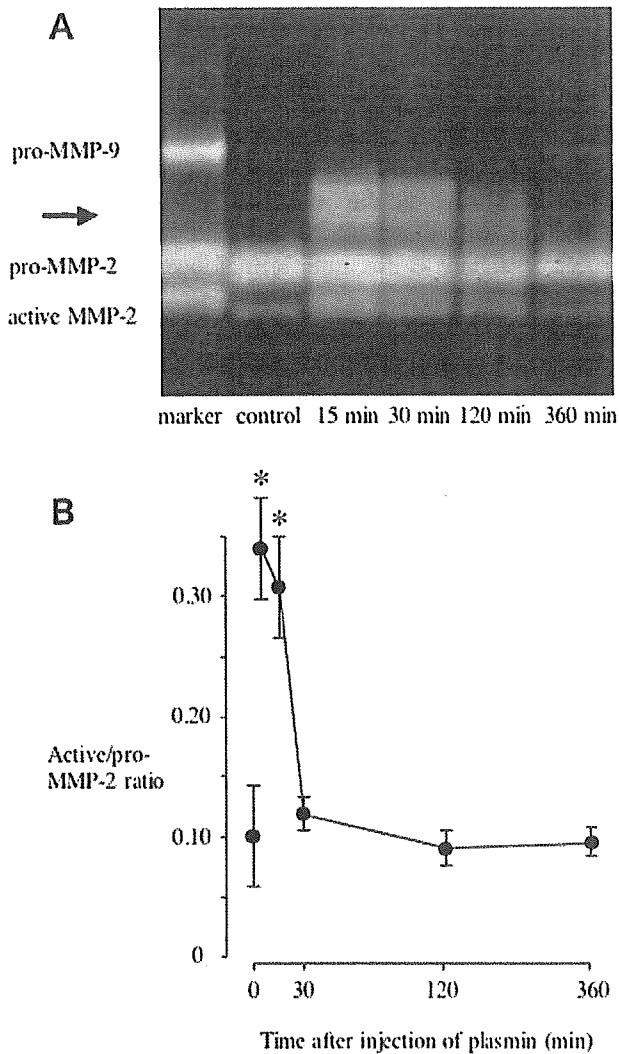 A
pro-MMP-9
pro-MMP-2
active MMP-2
marker control 15 min 30 min 120 min 360 min
B
*
*
0.30
0.20
Active/pro-
MMP-2 ratio
0.10
0
0 30 120 360
Time after injection of plasmin (min)